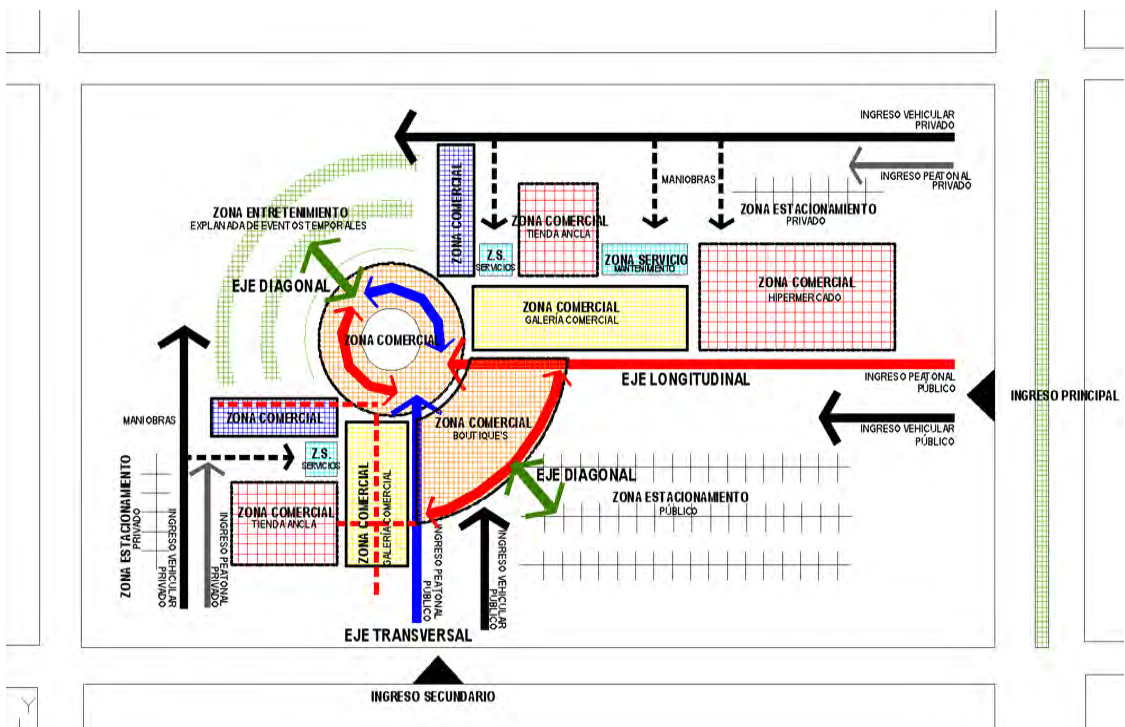 INGRESO VEHICULAR
PRIVADO
INGRESO PEATONAL
PRIVADO
MANIOBRAS
ZONA COMERCIAL
ZONA ENTRETENIMIENTO
EXPLANADA DE EVENTOS TEMPORALES
ZONA ESTACIONAMIENTO
PRIVADO
ZONA COMERCIAL
TIENDA ANCLA
Z.S.
SERVICIOS
ZONA SERVICIO
MANTENIMIENTO
ZONA COMERCIAL
HIPERMERCADO
EJE DIAGONAL
ZONA COMERCIAL
GALERÍA COMERCIAL
ZONA COMERCIAL
EJE LONGITUDINAL
INGRESO PEATONAL
PÚBLICO
INGRESO PRINCIPAL
MANIOBRAS
ZONA COMERCIAL
ZONA COMERCIAL
BOUTIQUE'S
INGRESO VEHICULAR
PÚBLICO
Z.S.
SERVICIOS
EJE DIAGONAL
ZONA ESTACIONAMIENTO
PÚBLICO
ZONA COMERCIAL
TIENDA ANCLA
ZONA COMERCIAL
GALERÍA COMERCIAL
ZONA ESTACIONAMIENTO
PRIVADO
INGRESO VEHICULAR
PRIVADO
INGRESO PEATONAL
PRIVADO
INGRESO PEATONAL
PÚBLICO
INGRESO VEHICULAR
PÚBLICO
EJE TRANSVERSAL
INGRESO SECUNDARIO